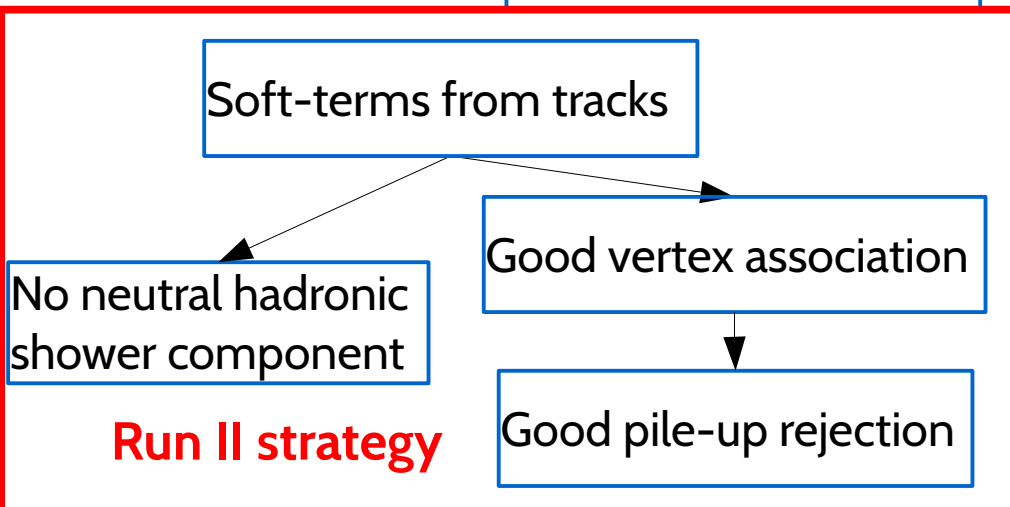 Soft-terms from tracks
Good vertex association
No neutral hadronic
shower component
Good pile-up rejection
Run II strategy